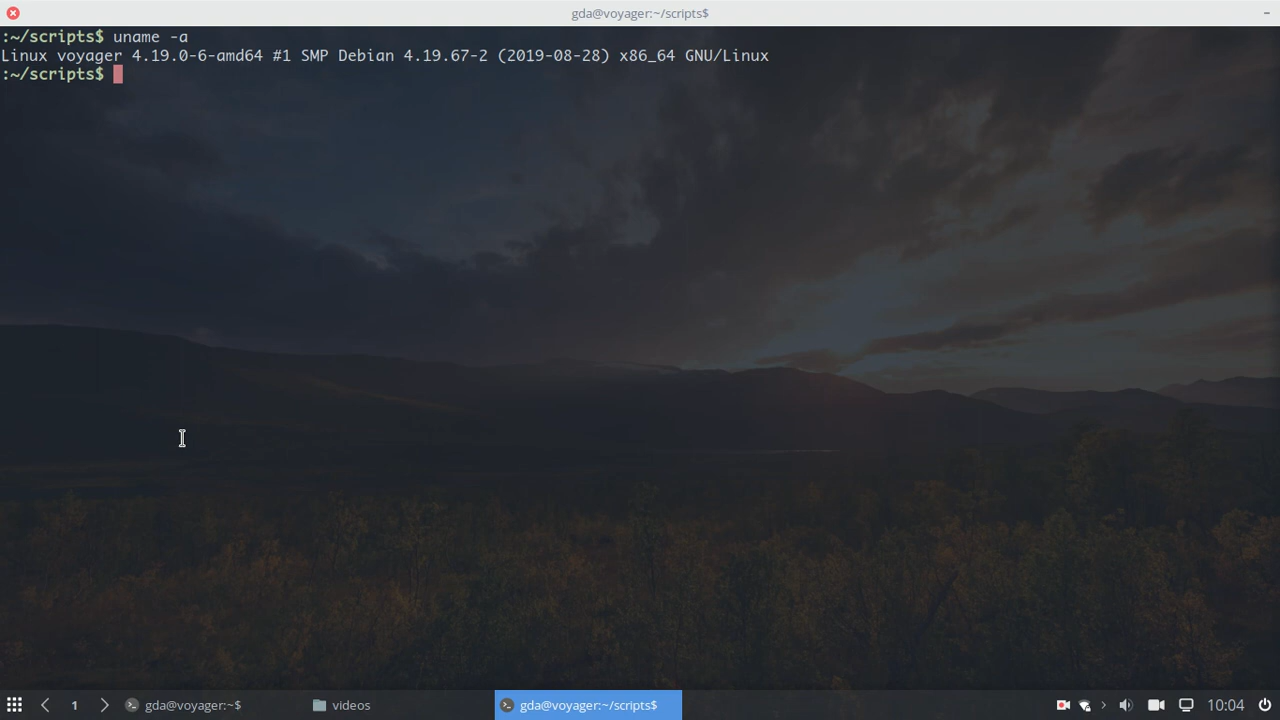 gda@voyager:~/scripts$
:~/scripts$ uname -a
Linux voyager 4.19.0-6-amd64 #1 SMP Debian 4.19.67-2 (2019-08-28) x86_64 GNU/Linux
:~/scripts$
1 gda@voyager:~$ videos gda@voyager:~/scripts$ 10:04